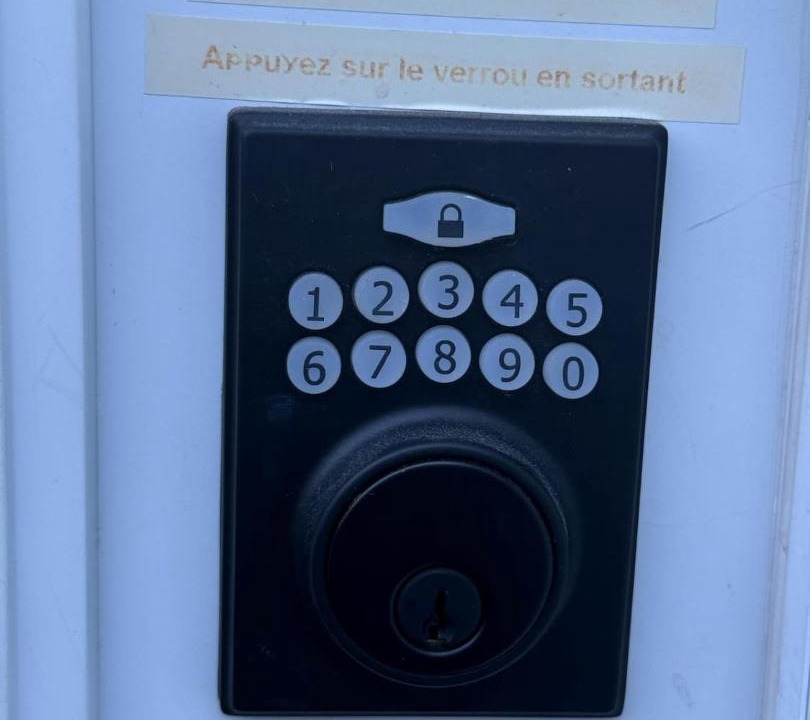 Appuyez sur le verrou en sortant
1 2 3 4 5
6 7 8 9 0